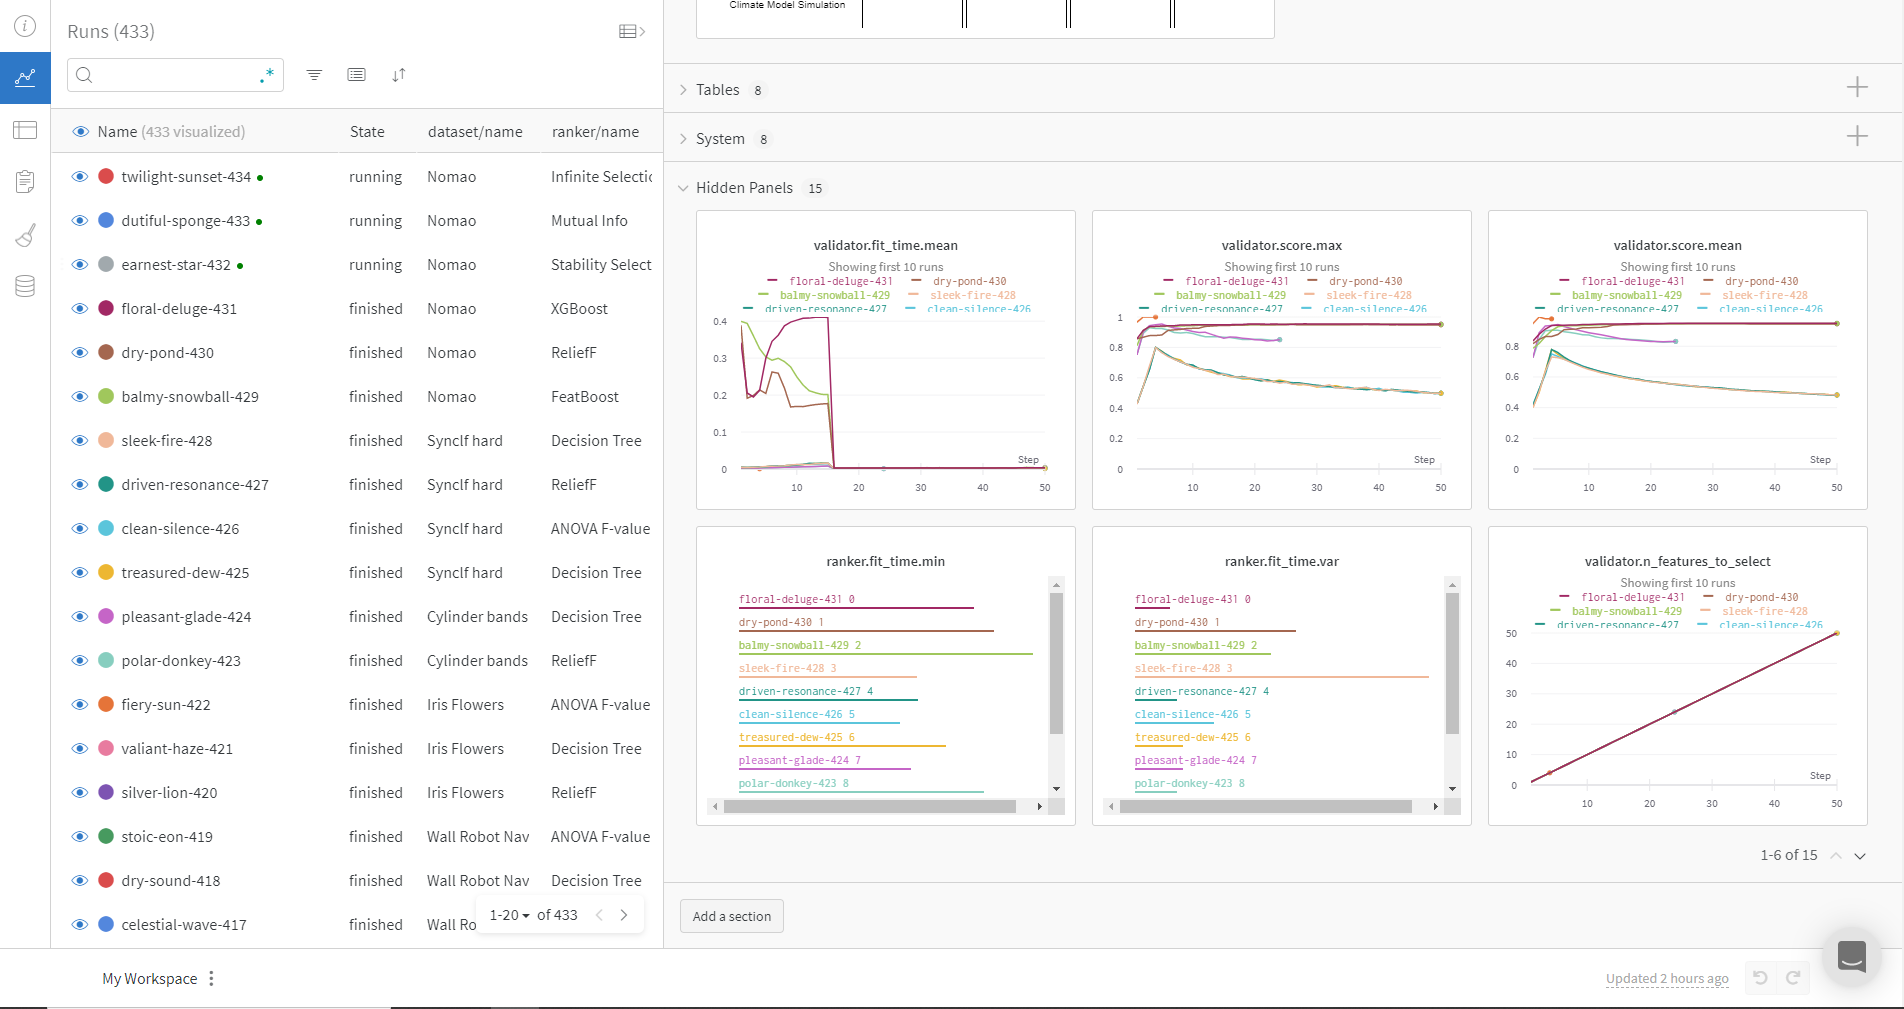 Runs (433)
.*
Name (433 visualized) State dataset/name ranker/name
twilight-sunset-434 running Nomao Infinite Selectic
dutiful-sponge-433 running Nomao Mutual Info
earnest-star-432 running Nomao Stability Select
floral-deluge-431 finished Nomao XGBoost
dry-pond-430 finished Nomao ReliefF
balmy-snowball-429 finished Nomao FeatBoost
sleek-fire-428 finished Synclf hard Decision Tree
driven-resonance-427 finished Synclf hard ReliefF
clean-silence-426 finished Synclf hard ANOVA F-value
treasured-dew-425 finished Synclf hard Decision Tree
pleasant-glade-424 finished Cylinder bands Decision Tree
polar-donkey-423 finished Cylinder bands ReliefF
fiery-sun-422 finished Iris Flowers ANOVA F-value
valiant-haze-421 finished Iris Flowers Decision Tree
silver-lion-420 finished Iris Flowers ReliefF
stoic-eon-419 finished Wall Robot Nav ANOVA F-value
dry-sound-418 finished Wall Robot Nav Decision Tree
celestial-wave-417 finished Wall Ro
1-20 of 433
Climate Model Simulation
Tables 8
System 8
Hidden Panels 15
validator.fit_time.mean
Showing first 10 runs
floral-deluge-431 dry-pond-430
balmy-snowball-429 sleek-fire-428
driven-resonance-427 clean-silence-426
0.4
0.3
0.2
0.1
0
Step
10 20 30 40 50
validator.score.max
Showing first 10 runs
floral-deluge-431 dry-pond-430
balmy-snowball-429 sleek-fire-428
driven-resonance-427 clean-silence-426
1
0.8
0.6
0.4
0.2
0
Step
10 20 30 40 50
validator.score.mean
Showing first 10 runs
floral-deluge-431 dry-pond-430
balmy-snowball-429 sleek-fire-428
driven-resonance-427 clean-silence-426
0.8
0.6
0.4
0.2
0
Step
10 20 30 40 50
ranker.fit_time.min
floral-deluge-431 0
dry-pond-430 1
balmy-snowball-429 2
sleek-fire-428 3
driven-resonance-427 4
clean-silence-426 5
treasured-dew-425 6
pleasant-glade-424 7
polar-donkey-423 8
ranker.fit_time.var
floral-deluge-431 0
dry-pond-430 1
balmy-snowball-429 2
sleek-fire-428 3
driven-resonance-427 4
clean-silence-426 5
treasured-dew-425 6
pleasant-glade-424 7
polar-donkey-423 8
validator.n_features_to_select
Showing first 10 runs
floral-deluge-431 dry-pond-430
balmy-snowball-429 sleek-fire-428
driven-resonance-427 clean-silence-426
50
40
30
20
10
0
Step
10 20 30 40 50
1-6 of 15
Add a section
My Workspace
Updated 2 hours ago